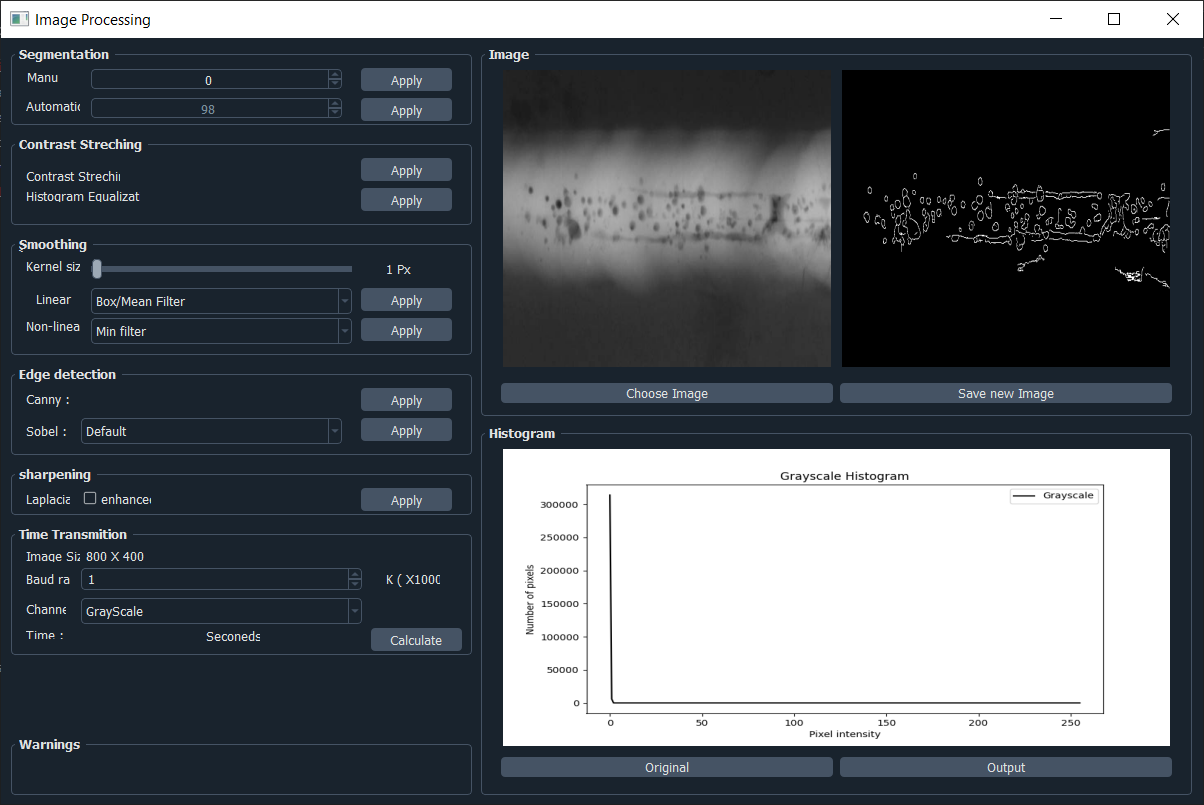 Image Processing
Segmentation
Manu 0 Apply
Automatic 98 Apply
Contrast Streching
Contrast Strechin Apply
Histogram Equalizat Apply
Smoothing
Kernel siz 1 Px
Linear Box/Mean Filter Apply
Non-linea Min filter Apply
Edge detection
Canny : Apply
Sobel : Default Apply
sharpening
Laplacia enhanced Apply
Time Transmition
Image Siz 800 X 400
Baud ra 1 K ( X1000
Channe GrayScale
Time : Seconeds Calculate
Warnings
Image
Choose Image Save new Image
Histogram
Grayscale Histogram
Grayscale
300000
250000
200000
150000
100000
50000
0
Number of pixels
0 50 100 150 200 250
Pixel intensity
Original Output